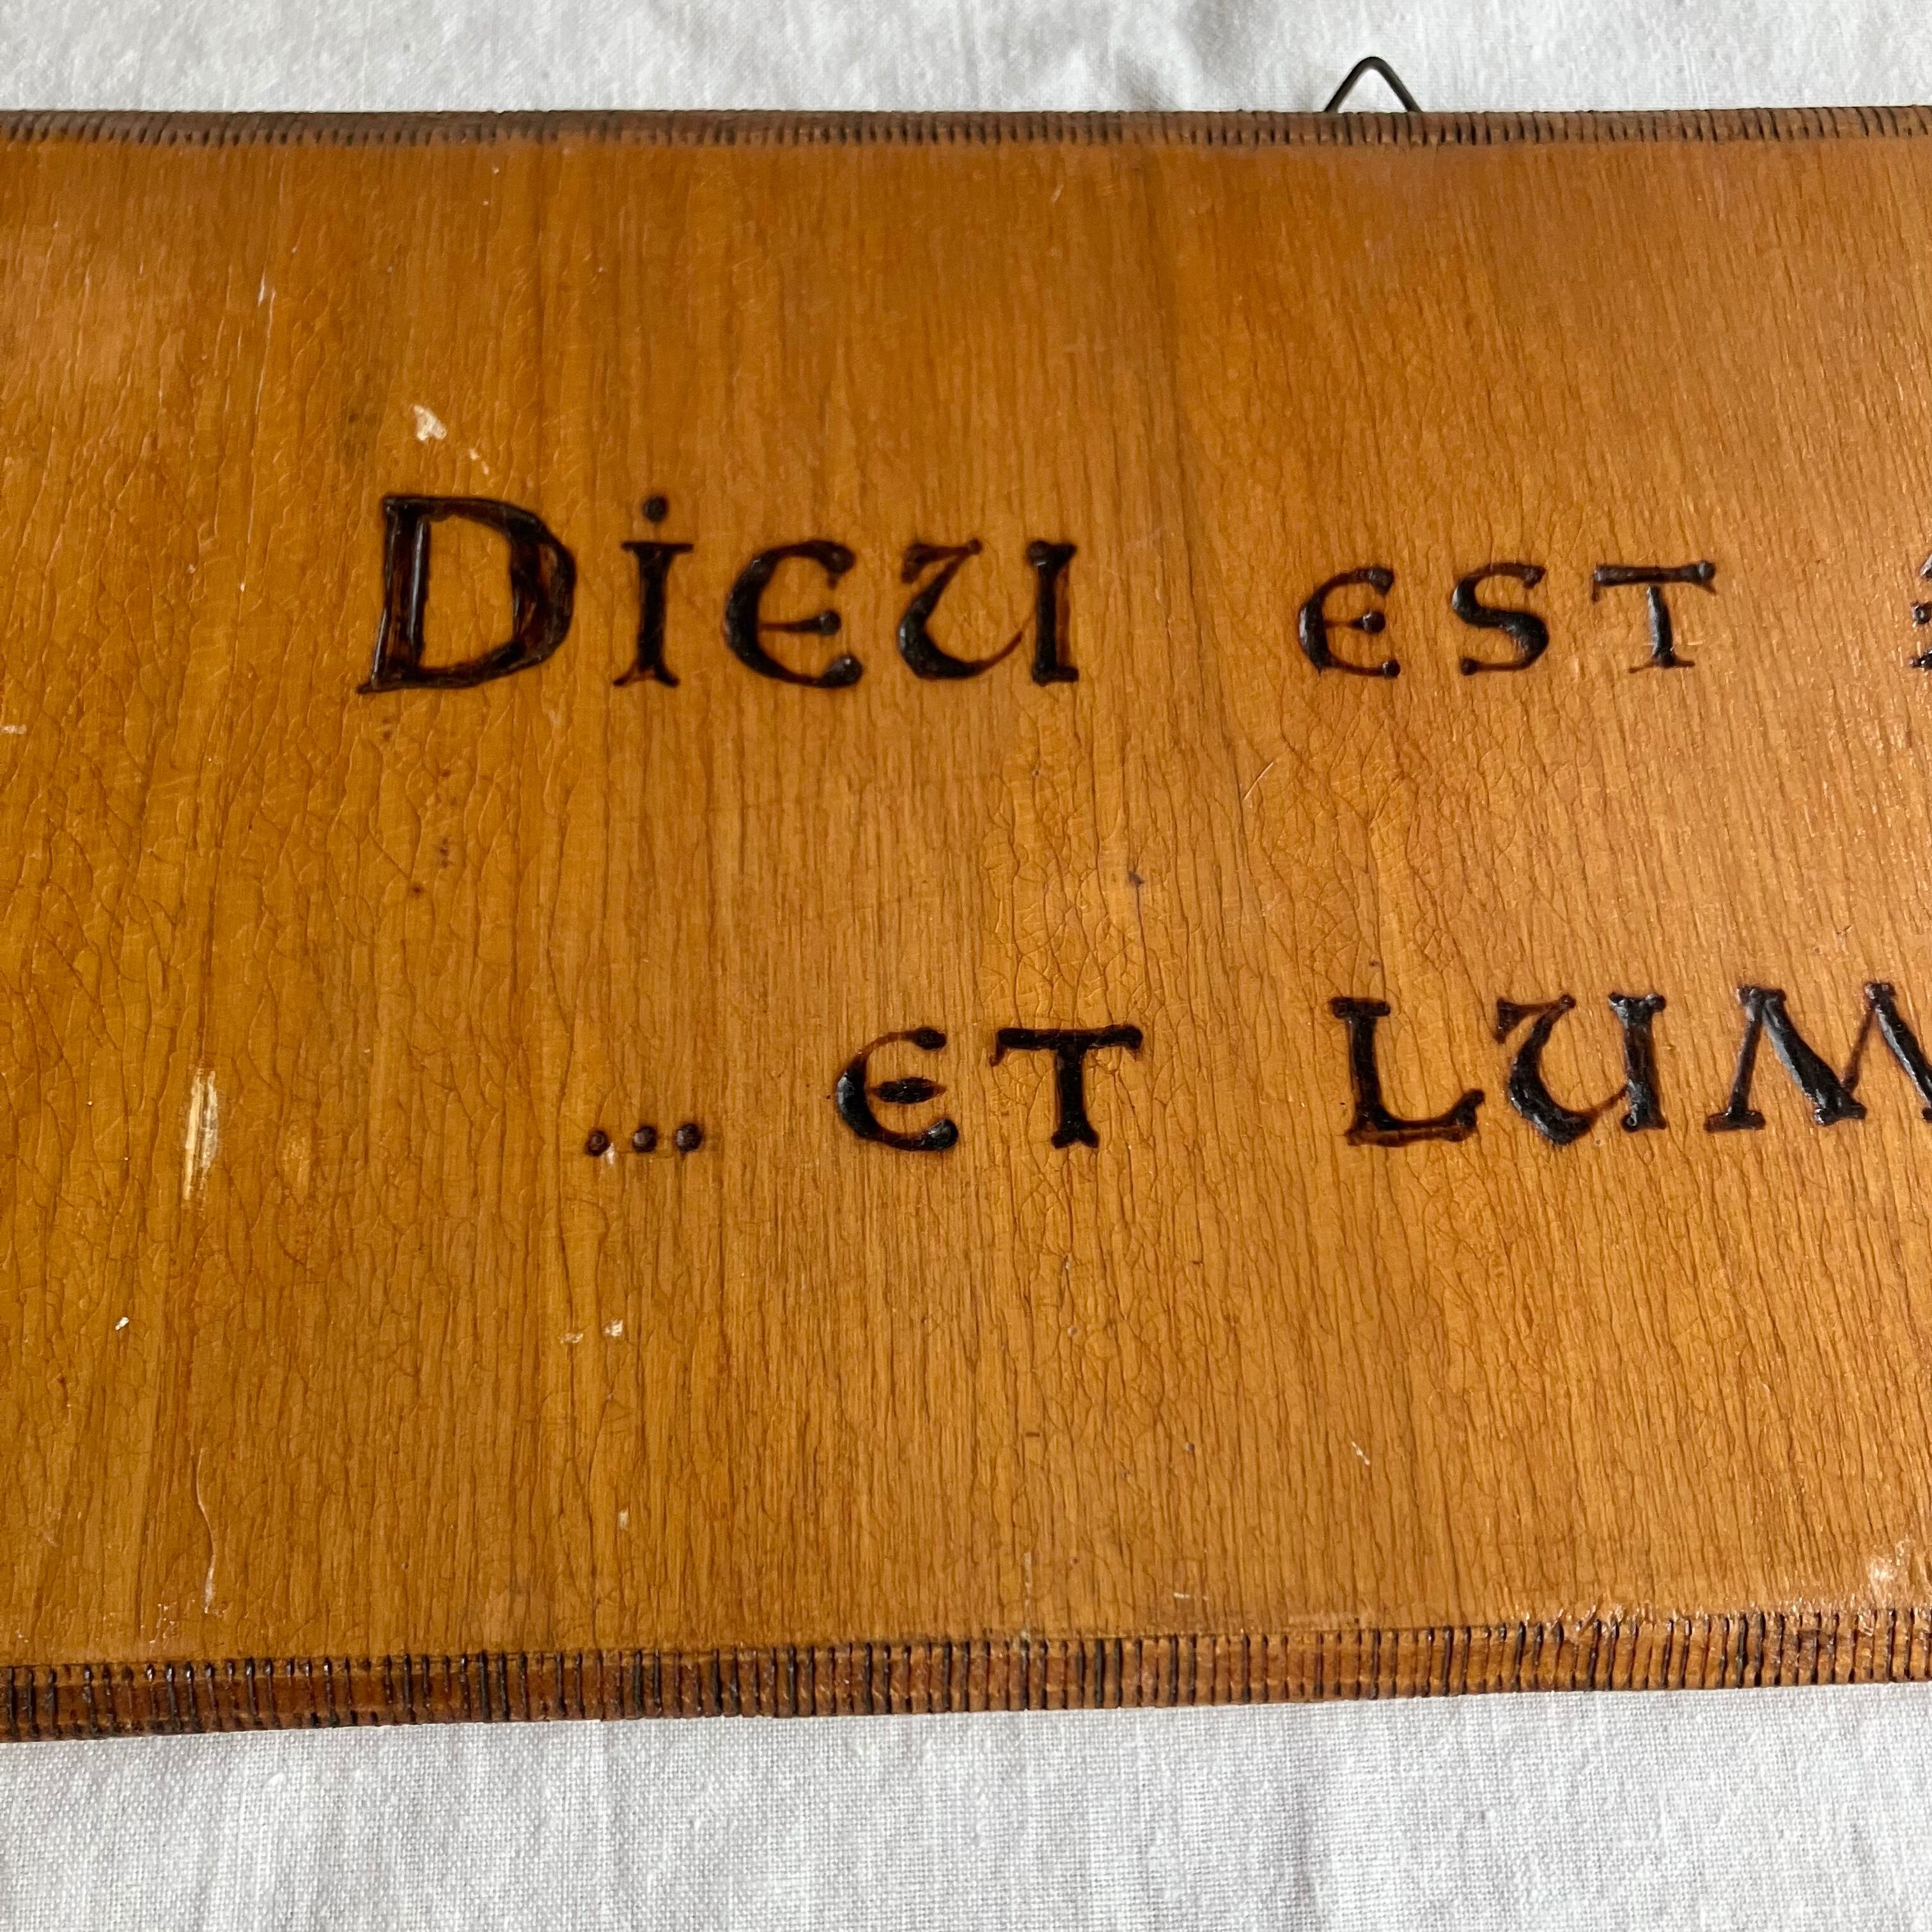 Dieu EST
... ET LUM